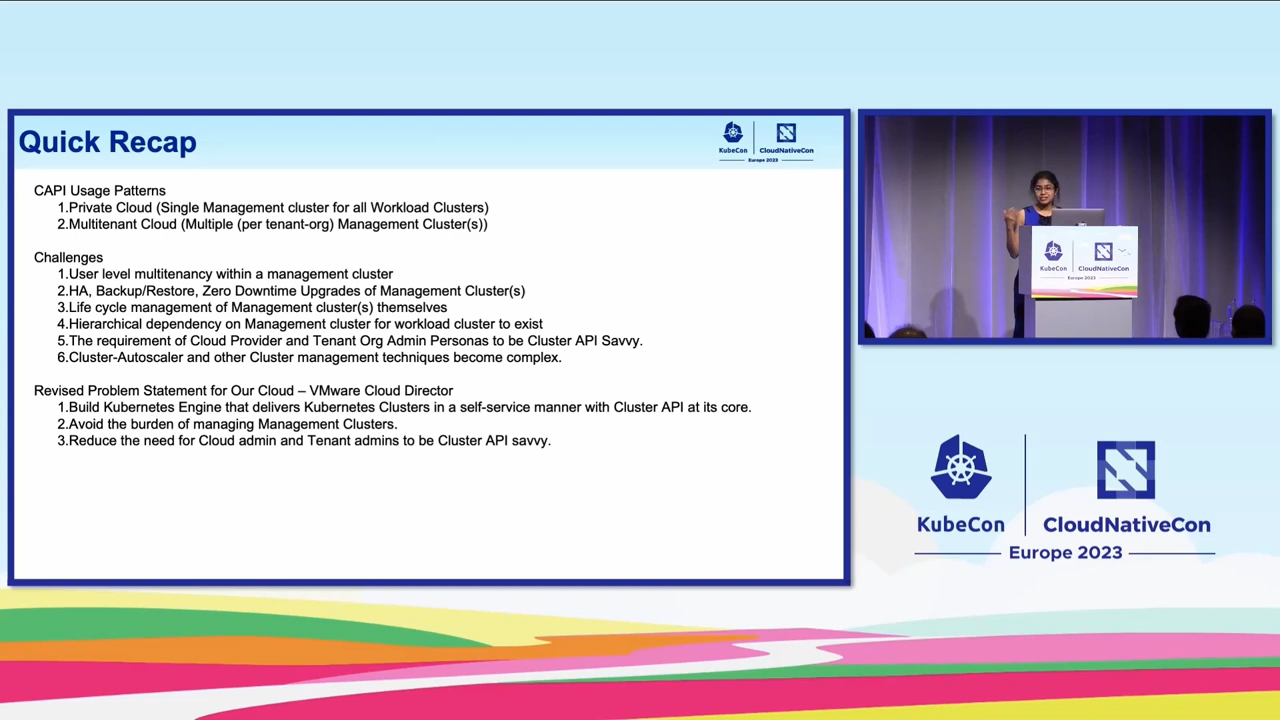 Quick Recap
KubeCon
CloudNativeCon
Europe 2023
CAPI Usage Patterns
1.Private Cloud (Single Management cluster for all Workload Clusters)
2.Multitenant Cloud (Multiple (per tenant-org) Management Cluster(s))
Challenges
1.User level multitenancy within a management cluster
2.HA, Backup/Restore, Zero Downtime Upgrades of Management Cluster(s)
3.Life cycle management of Management cluster(s) themselves
4.Hierarchical dependency on Management cluster for workload cluster to exist
5.The requirement of Cloud Provider and Tenant Org Admin Personas to be Cluster API Savvy.
6.Cluster-Autoscaler and other Cluster management techniques become complex.
Revised Problem Statement for Our Cloud – VMware Cloud Director
1.Build Kubernetes Engine that delivers Kubernetes Clusters in a self-service manner with Cluster API at its core.
2.Avoid the burden of managing Management Clusters.
3.Reduce the need for Cloud admin and Tenant admins to be Cluster API savvy.
KubeCon
CloudNativeCon
Europe 2023
KubeCon
CloudNativeCon
Europe 2023